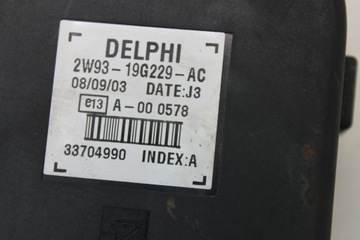 DELPHI
2W93-19G229-AC
08/09/03 DATE:J3
e13 A-00 0578
33704990 INDEX:A